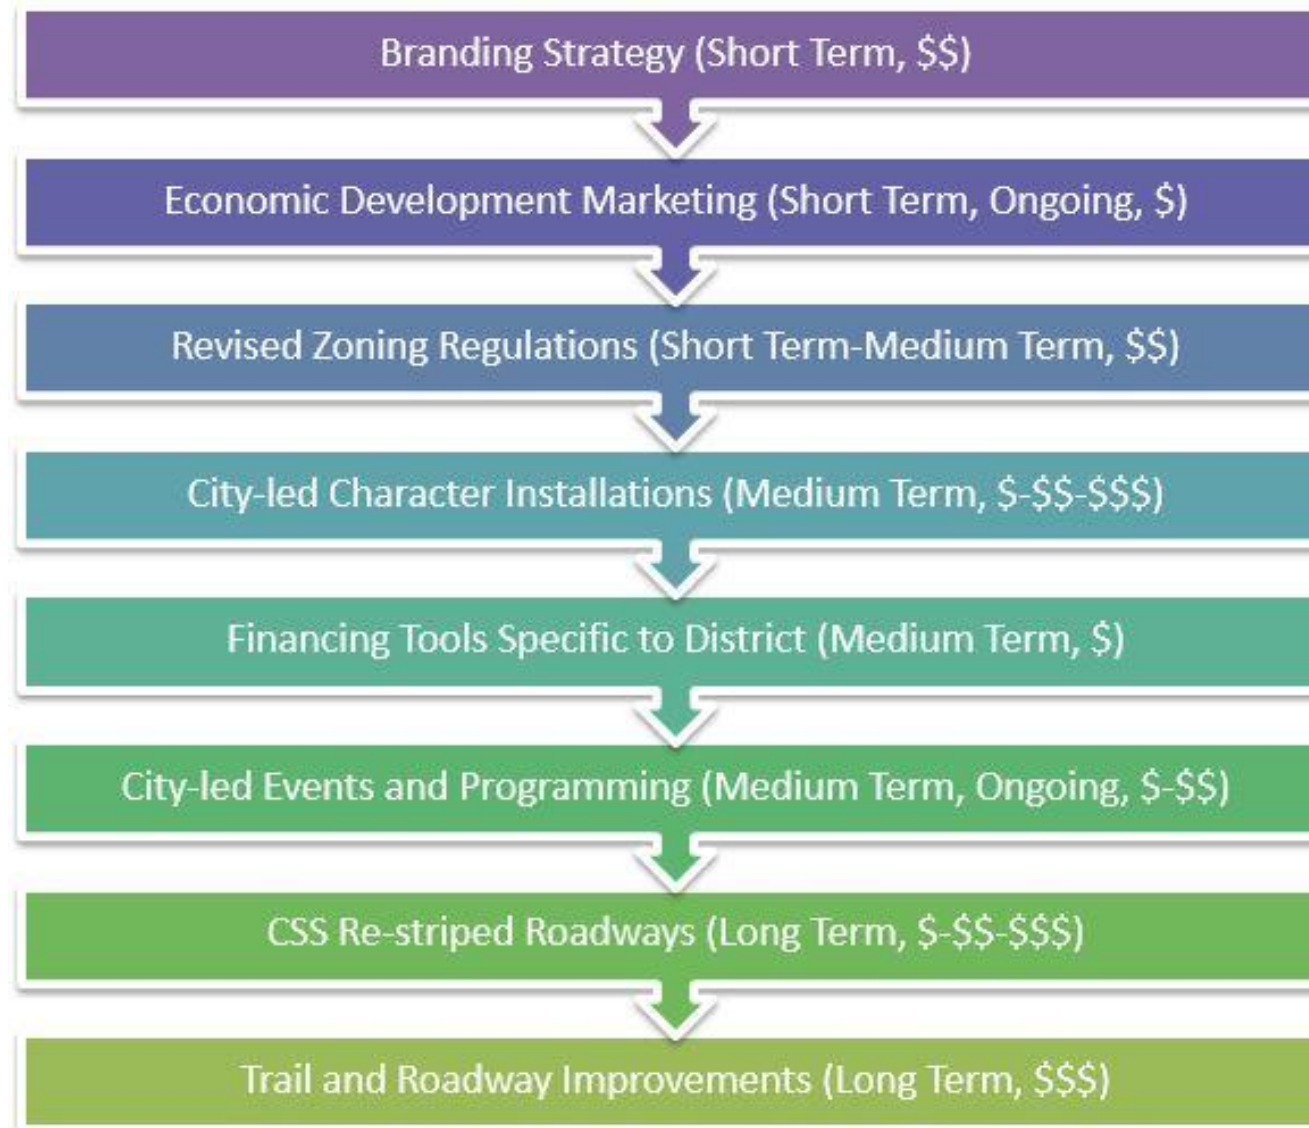 Branding Strategy (Short Term, $$)
Economic Development Marketing (Short Term, Ongoing, $)
Revised Zoning Regulations (Short Term-Medium Term, $$)
City-led Character Installations (Medium Term, $-$$-$$$)
Financing Tools Specific to District (Medium Term, $)
City-led Events and Programming (Medium Term, Ongoing, $-$$)
CSS Re-striped Roadways (Long Term, $-$$-$$$)
Trail and Roadway Improvements (Long Term, $$$)